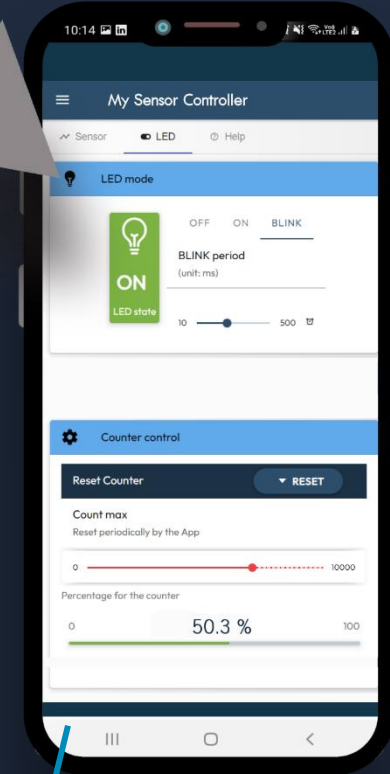 10:14
My Sensor Controller
Sensor LED Help
LED mode
OFF ON BLINK
BLINK period
(unit: ms)
ON
LED state
10 500
Counter control
Reset Counter RESET
Count max
Reset periodically by the App
0 10000
Percentage for the counter
0 50.3 % 100